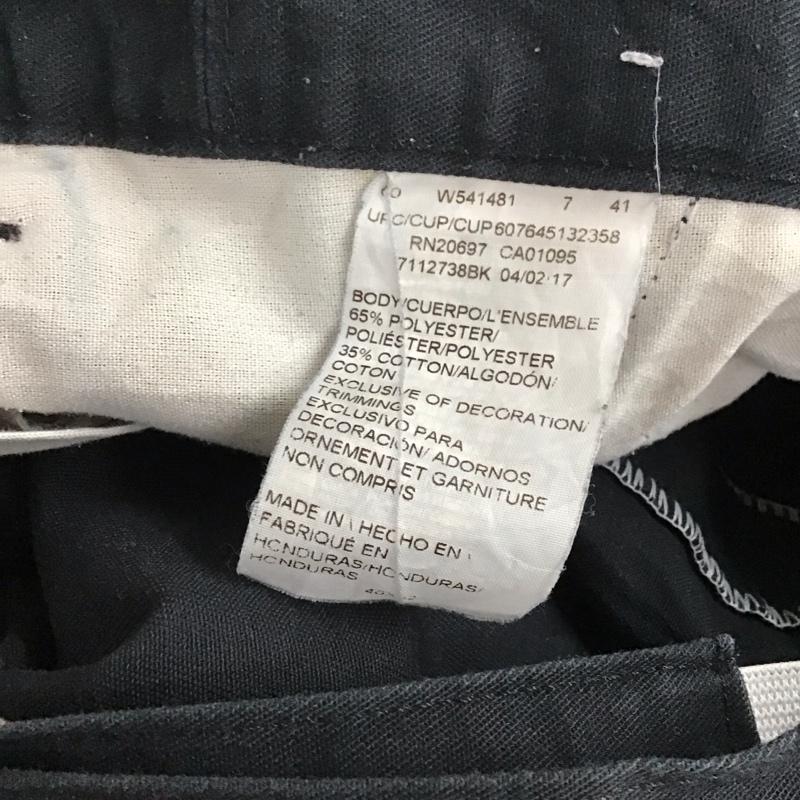 W541481 7 41
UPC/CUP/CUP607645132358
RN20697 CA01095
7112738BK 04/02 17
BODY/CUERPO/L'ENSEMBLE
65% POLYESTER/
POLIÉSTER/POLYESTER
35% COTTON/ALGODÓN/
COTON
EXCLUSIVE OF DECORATION/
TRIMMINGS
EXCLUSIVO PARA
DECORACIÓN/ ADORNOS
ORNEMENT ET GARNITURE
NON COMPRIS
MADE IN \ HECHO EN \
FABRIQUÉ EN
HONDURAS/HONDURAS/
HONDURAS